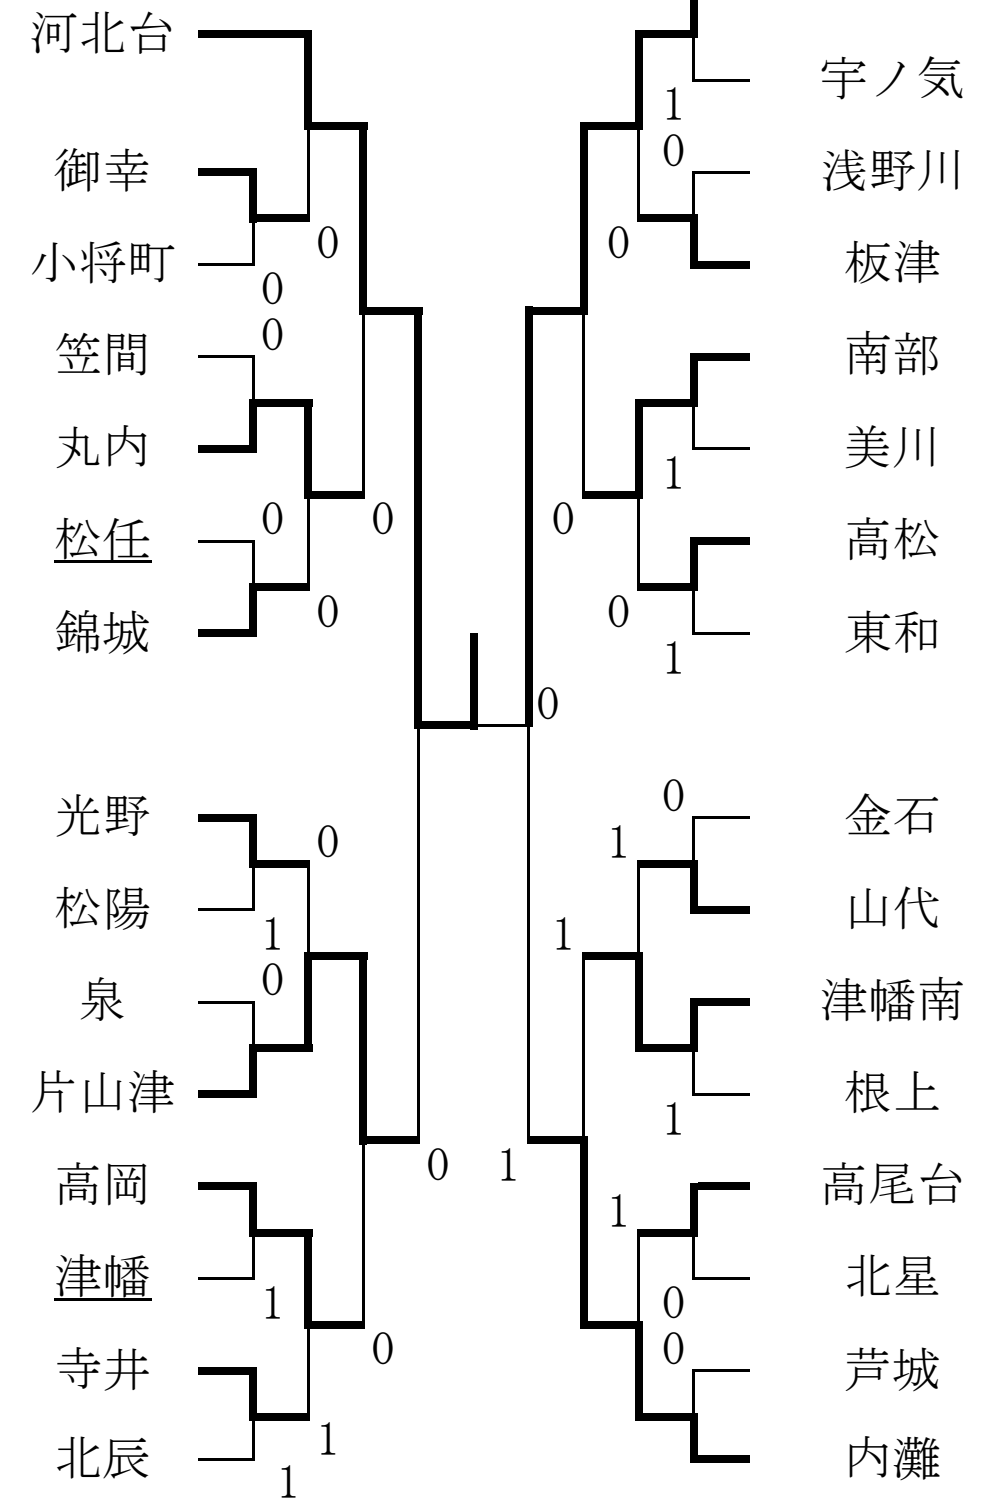 河北台
御幸
小将町
0
0
0
笠間
丸内
松任
0
0
0
錦城
光野
0
松陽
1
0
泉
片山津
高岡
0
津幡
1
寺井
0
北辰
1
1
宇ノ気
1
0
浅野川
0
板津
南部
美川
1
0
高松
0
東和
1
0
0
金石
1
山代
1
津幡南
根上
1
1
高尾台
1
北星
0
0
芦城
内灘